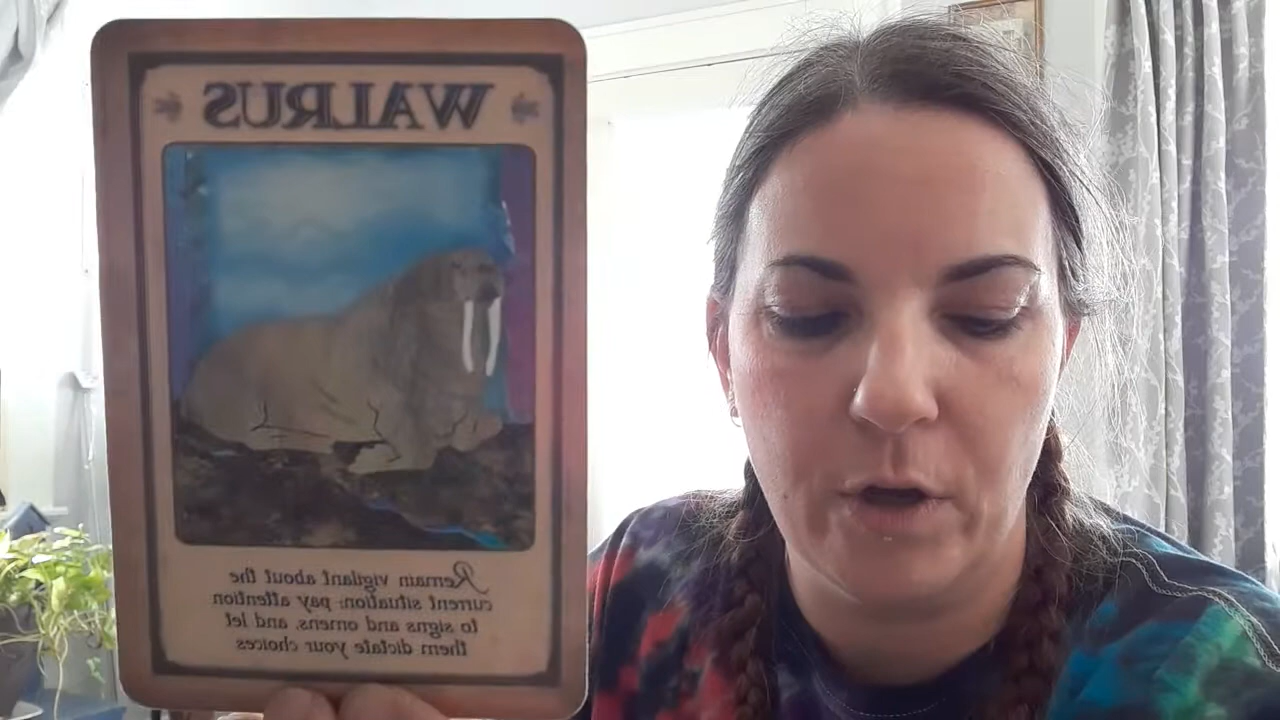 WALRUS
Remain vigilant about the
current situation: pay attention
to signs and omens, and let
them dictate your choices